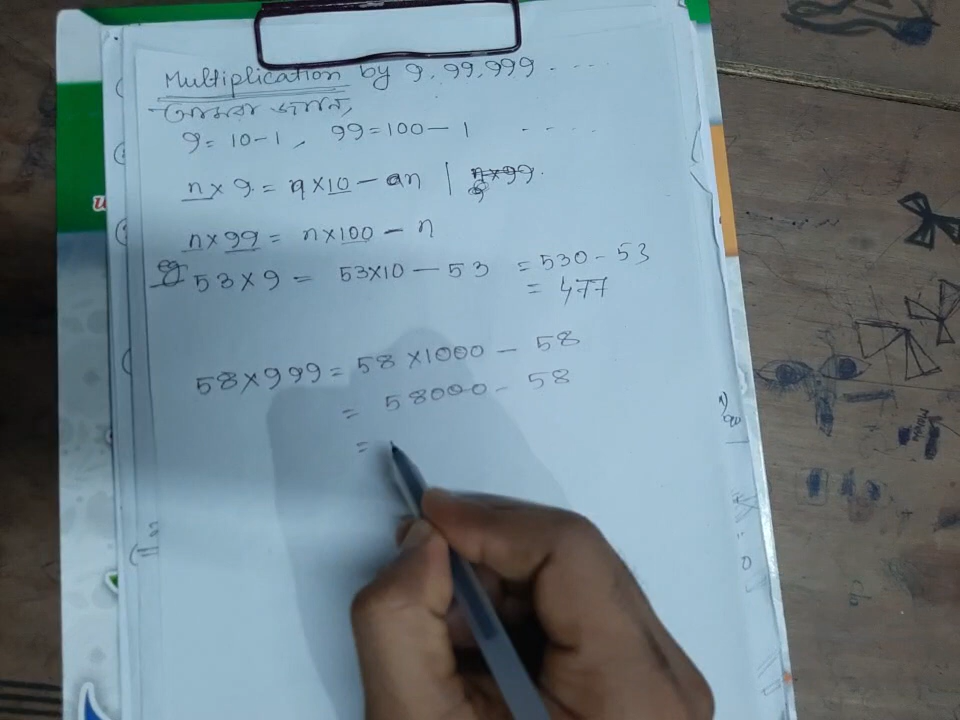 Multiplication by 9, 99, 999 ....
আমরা জানি,
9 = 10 - 1, 99 = 100 - 1 ....
n × 9 = n × 10 - n |
n × 99 = n × 100 - n
eg 53 × 9 = 53 × 10 - 53 = 530 - 53
= 477
58 × 999 = 58 × 1000 - 58
= 58000 - 58
=